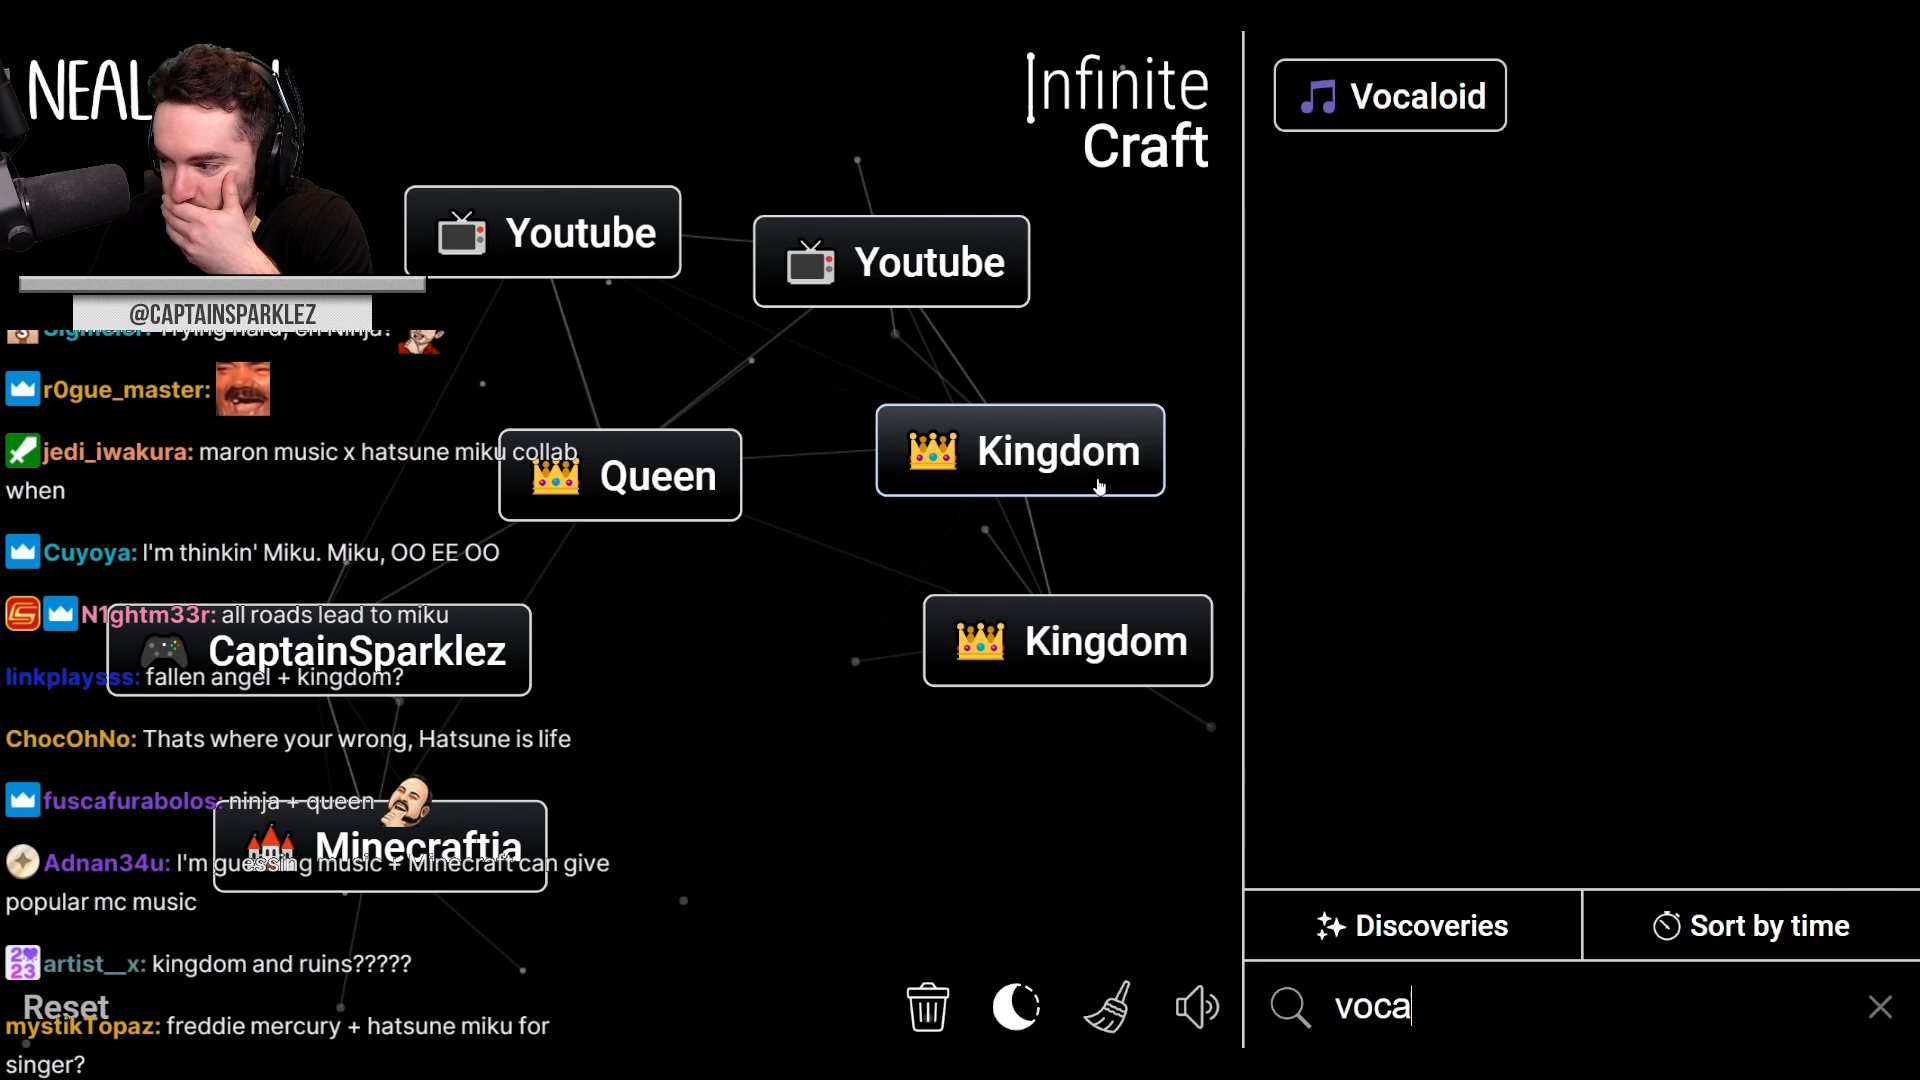 NEAL
Infinite
Craft
Vocaloid
Youtube
Youtube
@CAPTAINSPARKLEZ
r0gue_master:
jedi_iwakura: maron music x hatsune miku collab
when
Queen
Kingdom
Cuyoya: I'm thinkin' Miku. Miku, OO EE OO
N1ghtm33r: all roads lead to miku
CaptainSparklez
Kingdom
linkplaysss: fallen angel + kingdom?
ChocOhNo: Thats where your wrong, Hatsune is life
fuscafurabolos: ninja + queen
Minecraftia
Adnan34u: I'm guessing music + Minecraft can give
popular mc music
artist__x: kingdom and ruins?????
Reset
mystikTopaz: freddie mercury + hatsune miku for
singer?
Discoveries
Sort by time
voca